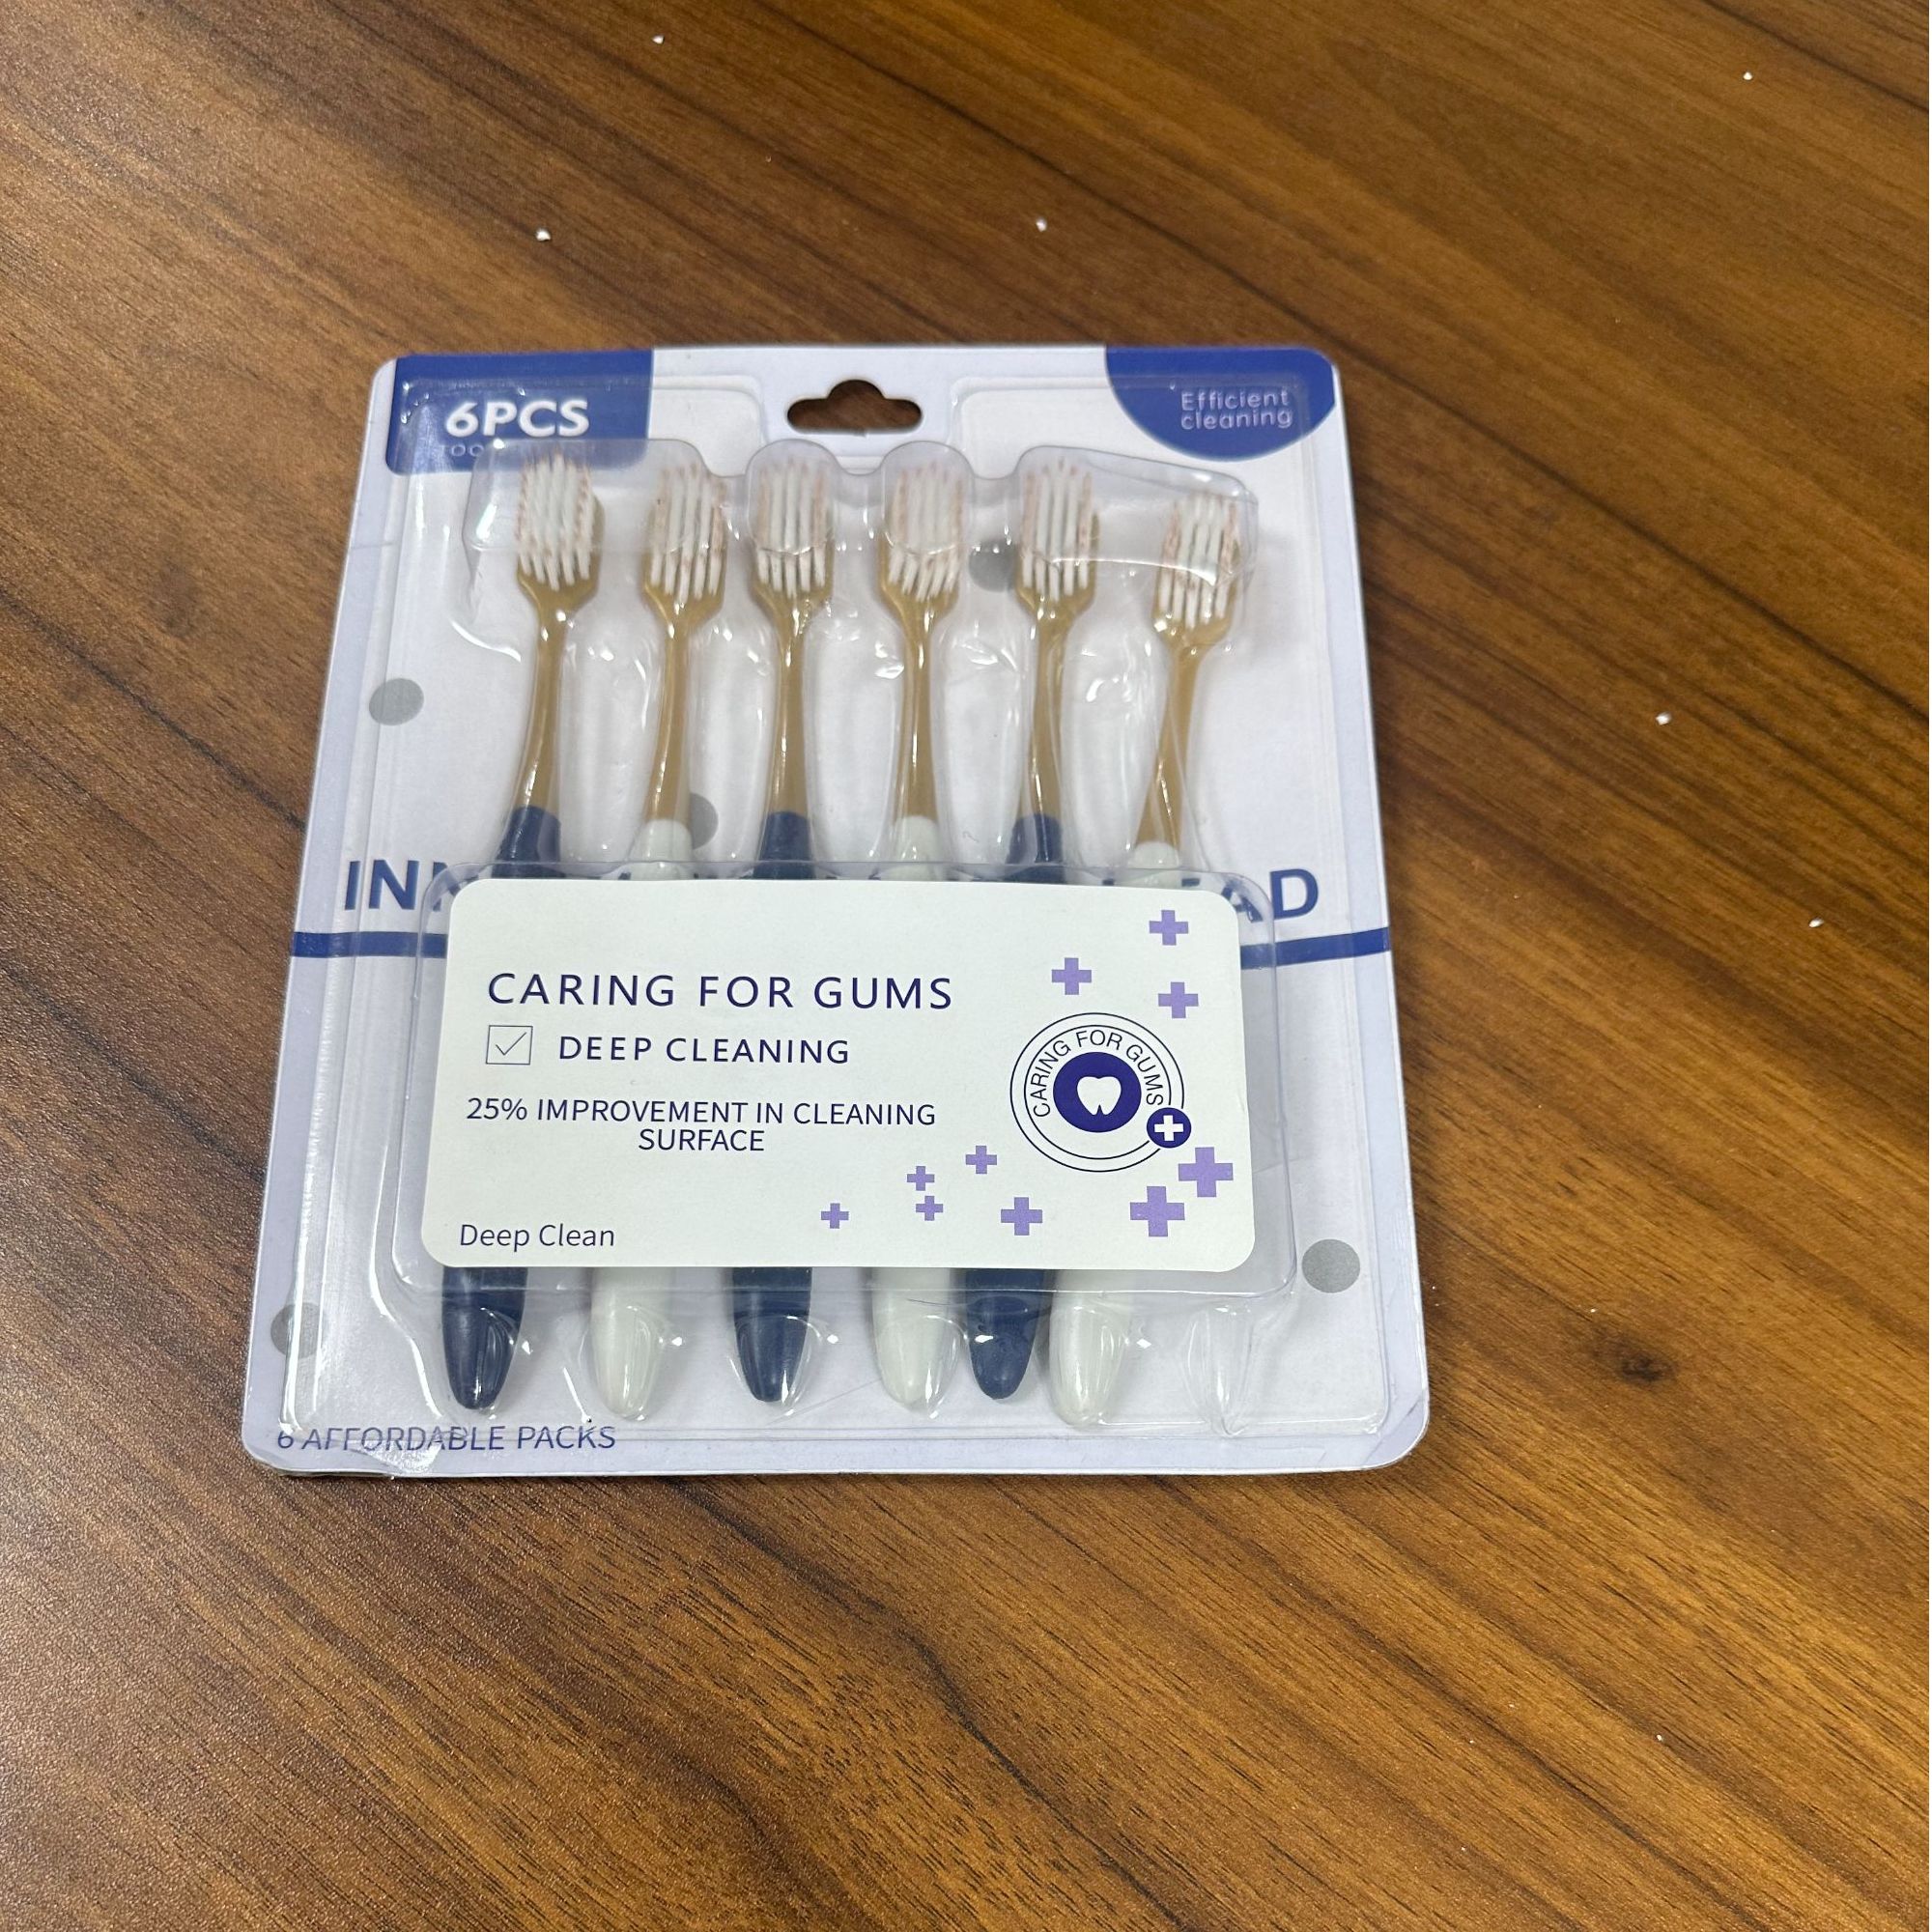 6PCS
Efficient
cleaning
CARING FOR GUMS
DEEP CLEANING
25% IMPROVEMENT IN CLEANING
SURFACE
CARING FOR GUMS
Deep Clean
6 AFFORDABLE PACKS